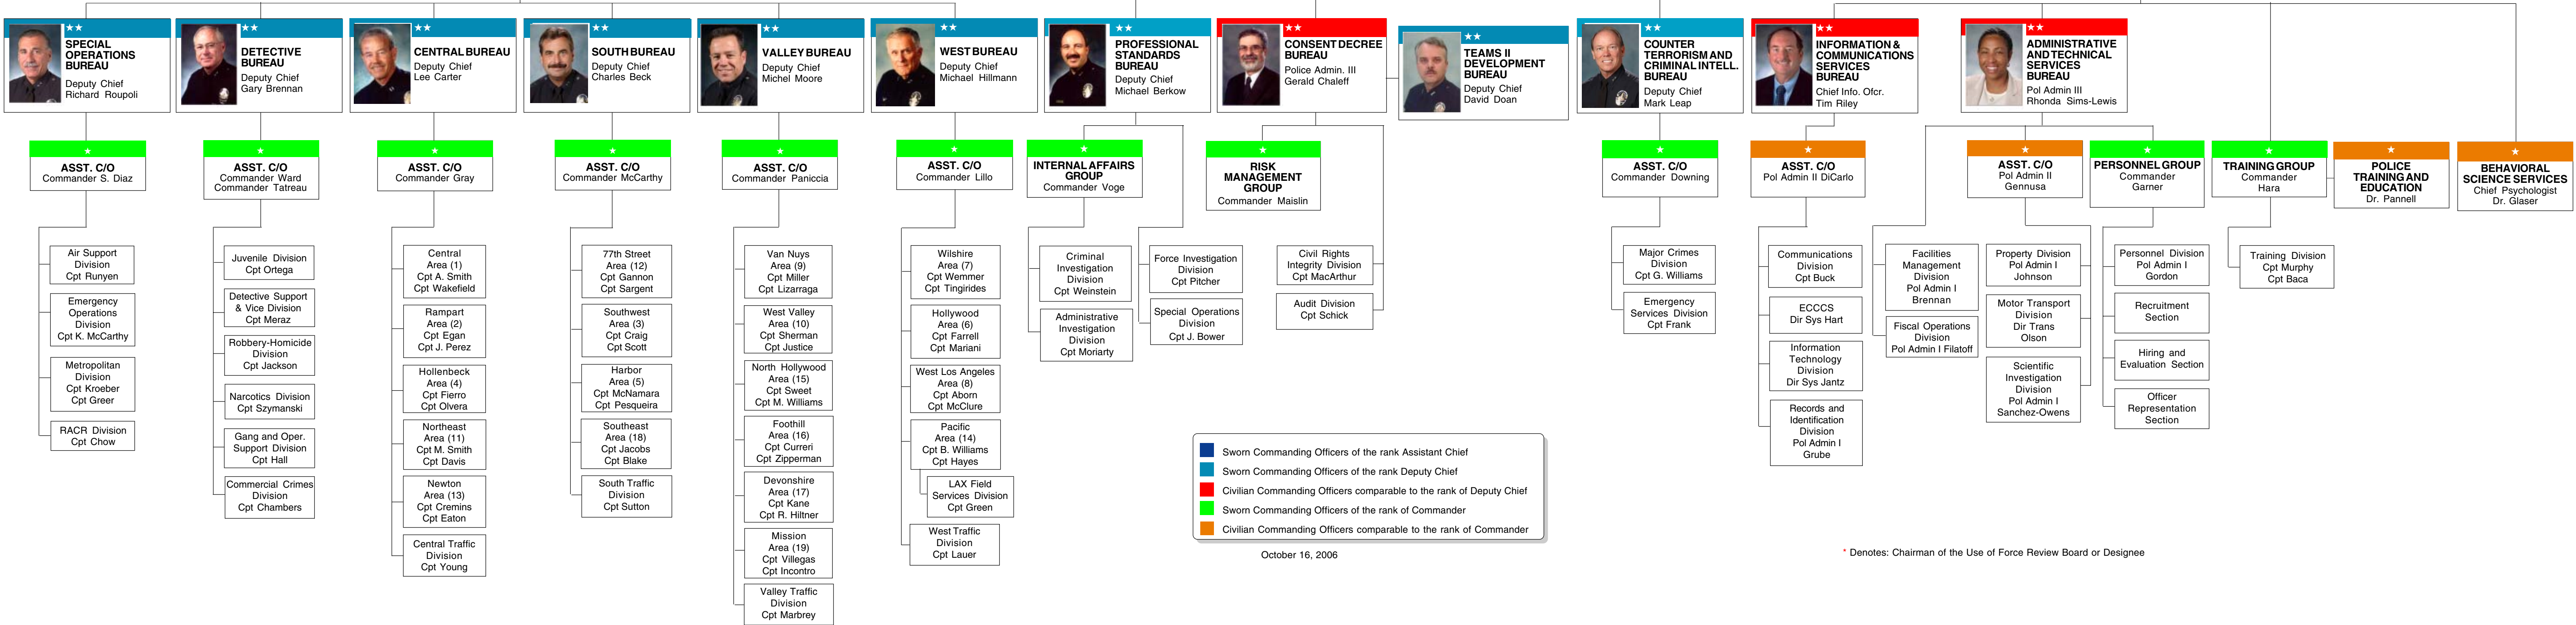 SPECIAL
OPERATIONS
BUREAU
Deputy Chief
Richard Roupoli
DETECTIVE
BUREAU
Deputy Chief
Gary Brennan
CENTRAL BUREAU
Deputy Chief
Lee Carter
SOUTH BUREAU
Deputy Chief
Charles Beck
VALLEY BUREAU
Deputy Chief
Michel Moore
WEST BUREAU
Deputy Chief
Michael Hillmann
PROFESSIONAL
STANDARDS
BUREAU
Deputy Chief
Michael Berkow
CONSENT DECREE
BUREAU
Police Admin. III
Gerald Chaleff
TEAMS II
DEVELOPMENT
BUREAU
Deputy Chief
David Doan
COUNTER
TERRORISM AND
CRIMINAL INTELL.
BUREAU
Deputy Chief
Mark Leap
INFORMATION &
COMMUNICATIONS
SERVICES
BUREAU
Chief Info. Ofcr.
Tim Riley
ADMINISTRATIVE
AND TECHNICAL
SERVICES
BUREAU
Pol Admin III
Rhonda Sims-Lewis
ASST. C/O
Commander S. Diaz
ASST. C/O
Commander Ward
Commander Tatreau
ASST. C/O
Commander Gray
ASST. C/O
Commander McCarthy
ASST. C/O
Commander Paniccia
ASST. C/O
Commander Lillo
INTERNAL AFFAIRS
GROUP
Commander Voge
RISK
MANAGEMENT
GROUP
Commander Maislin
ASST. C/O
Commander Downing
ASST. C/O
Pol Admin II DiCarlo
ASST. C/O
Pol Admin II
Gennusa
PERSONNEL GROUP
Commander
Garner
TRAINING GROUP
Commander
Hara
POLICE
TRAINING AND
EDUCATION
Dr. Pannell
BEHAVIORAL
SCIENCE SERVICES
Chief Psychologist
Dr. Glaser
Air Support
Division
Cpt Runyen
Emergency
Operations
Division
Cpt K. McCarthy
Metropolitan
Division
Cpt Kroeber
Cpt Greer
RACR Division
Cpt Chow
Juvenile Division
Cpt Ortega
Detective Support
& Vice Division
Cpt Meraz
Robbery-Homicide
Division
Cpt Jackson
Narcotics Division
Cpt Szymanski
Gang and Oper.
Support Division
Cpt Hall
Commercial Crimes
Division
Cpt Chambers
Central
Area (1)
Cpt A. Smith
Cpt Wakefield
Rampart
Area (2)
Cpt Egan
Cpt J. Perez
Hollenbeck
Area (4)
Cpt Fierro
Cpt Olvera
Northeast
Area (11)
Cpt M. Smith
Cpt Davis
Newton
Area (13)
Cpt Cremins
Cpt Eaton
Central Traffic
Division
Cpt Young
77th Street
Area (12)
Cpt Gannon
Cpt Sargent
Southwest
Area (3)
Cpt Craig
Cpt Scott
Harbor
Area (5)
Cpt McNamara
Cpt Pesqueira
Southeast
Area (18)
Cpt Jacobs
Cpt Blake
South Traffic
Division
Cpt Sutton
Van Nuys
Area (9)
Cpt Miller
Cpt Lizarraga
West Valley
Area (10)
Cpt Sherman
Cpt Justice
North Hollywood
Area (15)
Cpt Sweet
Cpt M. Williams
Foothill
Area (16)
Cpt Curreri
Cpt Zipperman
Devonshire
Area (17)
Cpt Kane
Cpt R. Hiltner
Mission
Area (19)
Cpt Villegas
Cpt Incontro
Valley Traffic
Division
Cpt Marbrey
Wilshire
Area (7)
Cpt Wemmer
Cpt Tingirides
Hollywood
Area (6)
Cpt Farrell
Cpt Mariani
West Los Angeles
Area (8)
Cpt Aborn
Cpt McClure
Pacific
Area (14)
Cpt B. Williams
Cpt Hayes
LAX Field
Services Division
Cpt Green
West Traffic
Division
Cpt Lauer
Criminal
Investigation
Division
Cpt Weinstein
Administrative
Investigation
Division
Cpt Moriarty
Force Investigation
Division
Cpt Pitcher
Special Operations
Division
Cpt J. Bower
Civil Rights
Integrity Division
Cpt MacArthur
Audit Division
Cpt Schick
Major Crimes
Division
Cpt G. Williams
Emergency
Services Division
Cpt Frank
Communications
Division
Cpt Buck
ECCCS
Dir Sys Hart
Information
Technology
Division
Dir Sys Jantz
Records and
Identification
Division
Pol Admin I
Grube
Facilities
Management
Division
Pol Admin I
Brennan
Fiscal Operations
Division
Pol Admin I Filatoff
Property Division
Pol Admin I
Johnson
Motor Transport
Division
Dir Trans
Olson
Scientific
Investigation
Division
Pol Admin I
Sanchez-Owens
Personnel Division
Pol Admin I
Gordon
Recruitment
Section
Hiring and
Evaluation Section
Officer
Representation
Section
Training Division
Cpt Murphy
Cpt Baca
Sworn Commanding Officers of the rank Assistant Chief
Sworn Commanding Officers of the rank Deputy Chief
Civilian Commanding Officers comparable to the rank of Deputy Chief
Sworn Commanding Officers of the rank of Commander
Civilian Commanding Officers comparable to the rank of Commander
October 16, 2006
* Denotes: Chairman of the Use of Force Review Board or Designee